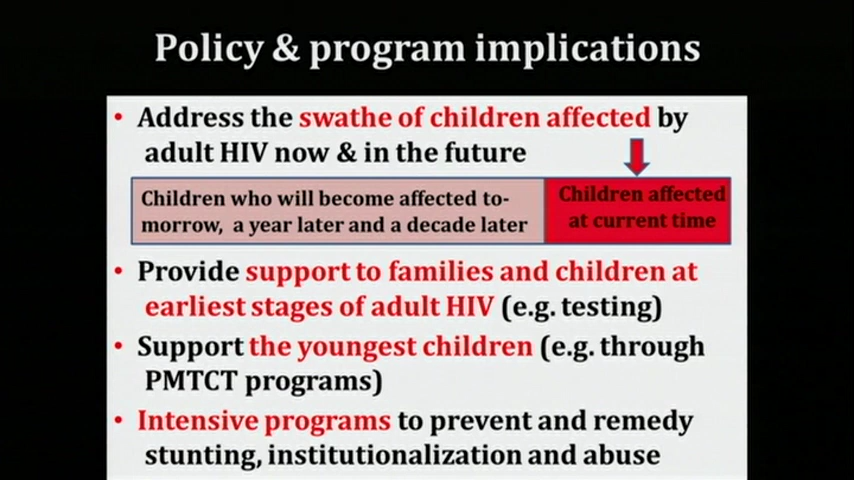 Policy & program implications
• Address the swathe of children affected by
adult HIV now & in the future
Children who will become affected to-
morrow, a year later and a decade later
Children affected
at current time
• Provide support to families and children at
earliest stages of adult HIV (e.g. testing)
• Support the youngest children (e.g. through
PMTCT programs)
• Intensive programs to prevent and remedy
stunting, institutionalization and abuse